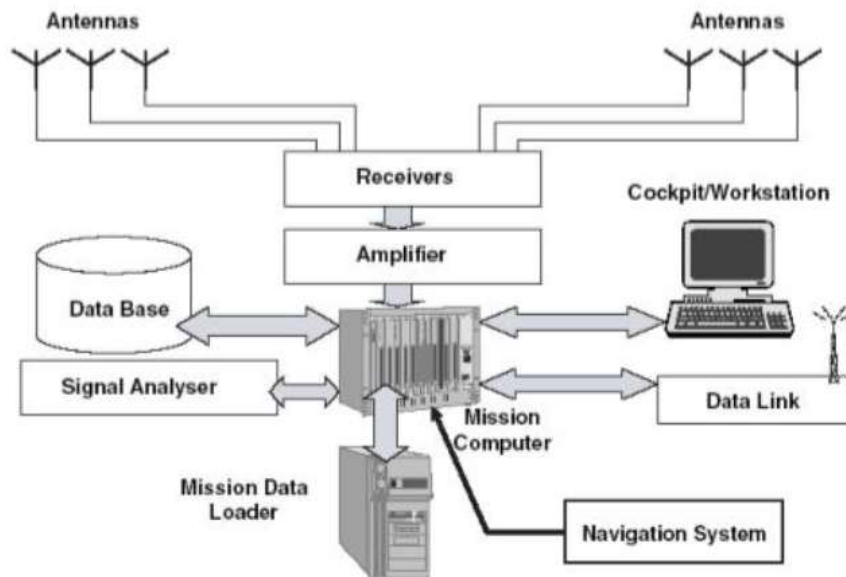 Antennas
Antennas
Receivers
Cockpit/Workstation
Amplifier
Data Base
Signal Analyser
Data Link
Mission
Computer
Mission Data
Loader
Navigation System